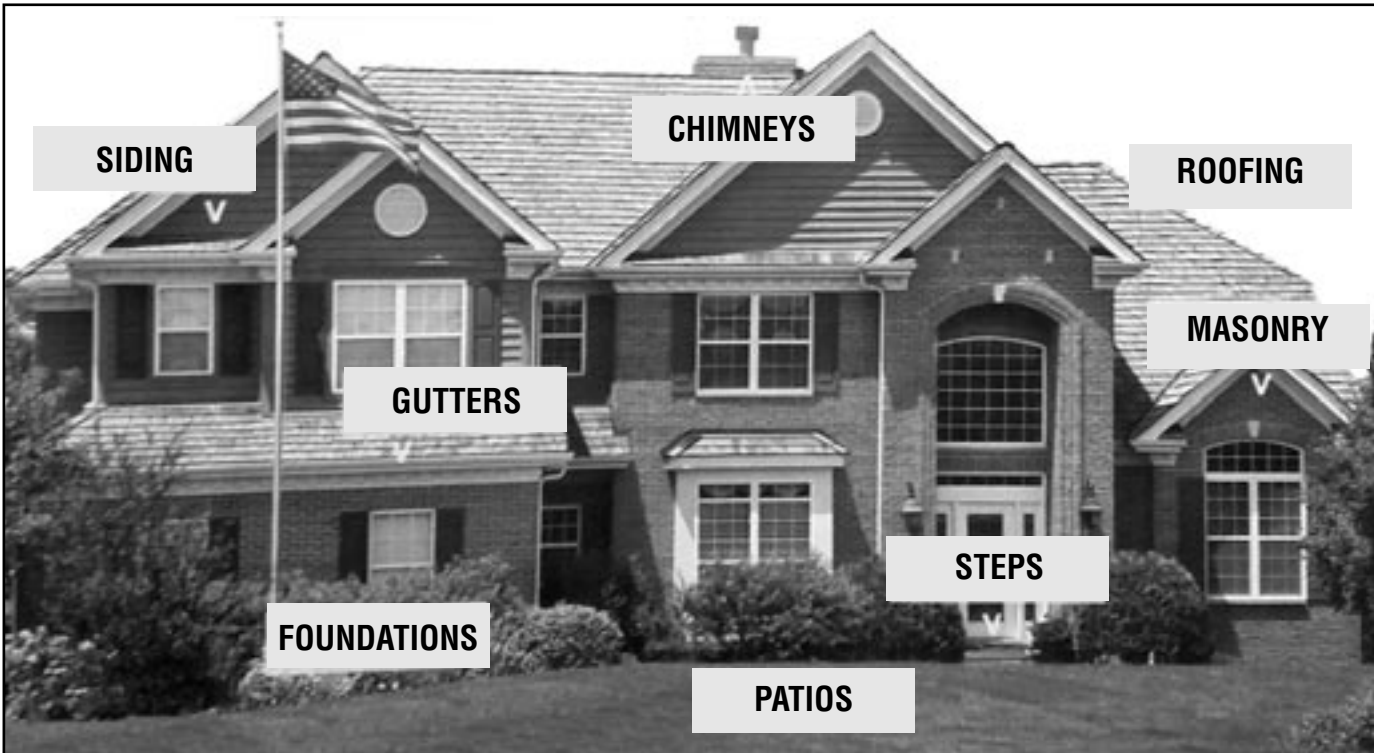 CHIMNEYS
SIDING
ROOFING
MASONRY
GUTTERS
STEPS
FOUNDATIONS
PATIOS